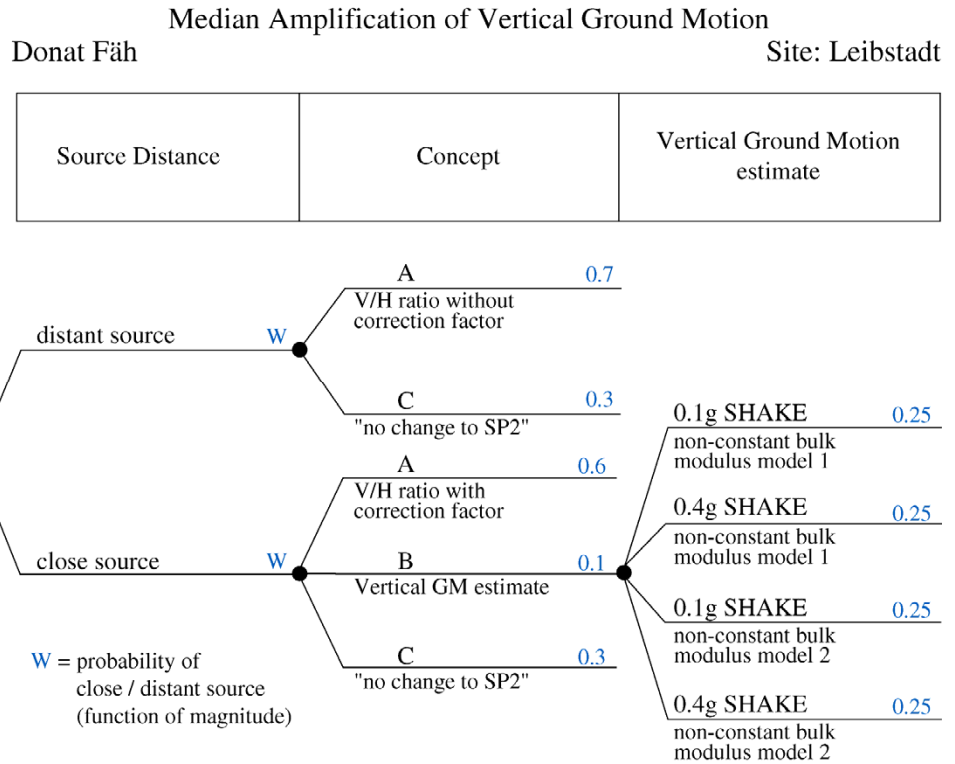 Median Amplification of Vertical Ground Motion
Donat Fäh
Site: Leibstadt
Source Distance
Concept
Vertical Ground Motion
estimate
distant source
W
A
0.7
V/H ratio without
correction factor
C
0.3
"no change to SP2"
close source
W
A
0.6
V/H ratio with
correction factor
B
0.1
Vertical GM estimate
C
0.3
"no change to SP2"
0.1g SHAKE
0.25
non-constant bulk
modulus model 1
0.4g SHAKE
0.25
non-constant bulk
modulus model 1
0.1g SHAKE
0.25
non-constant bulk
modulus model 2
0.4g SHAKE
0.25
non-constant bulk
modulus model 2
W = probability of
close / distant source
(function of magnitude)